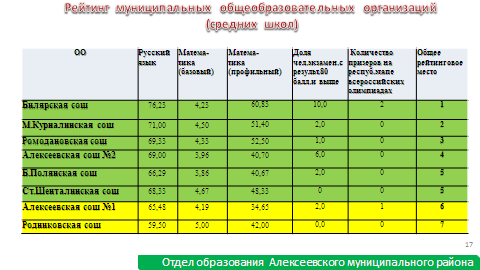 Рейтинг муниципальных общеобразовательных организаций
(средних школ)
ОО | Русский язык | Матема-тика (базовый) | Матема-тика (профильный) | Доля чел.экзамен.с результ.80 балл.и выше | Количество призеров на респуб.этапе всероссийских олимпиадах | Общее рейтинговое место
Билярская сош | 76,23 | 4,23 | 60,83 | 10,0 | 2 | 1
М.Курналинская сош | 71,00 | 4,50 | 51,40 | 2,0 | 0 | 2
Ромодановская сош | 69,33 | 4,33 | 52,50 | 1,0 | 0 | 3
Алексеевская сош №2 | 69,00 | 3,96 | 40,70 | 6,0 | 0 | 4
Б.Полянская сош | 66,29 | 3,86 | 40,67 | 2,0 | 0 | 5
Ст.Шенталинская сош | 68,33 | 4,67 | 48,33 | 0 | 0 | 5
Алексеевская сош №1 | 65,48 | 4,19 | 34,65 | 2,0 | 1 | 6
Родниковская сош | 59,50 | 5,00 | 42,00 | 0,0 | 0 | 7
17
Отдел образования Алексеевского муниципального района